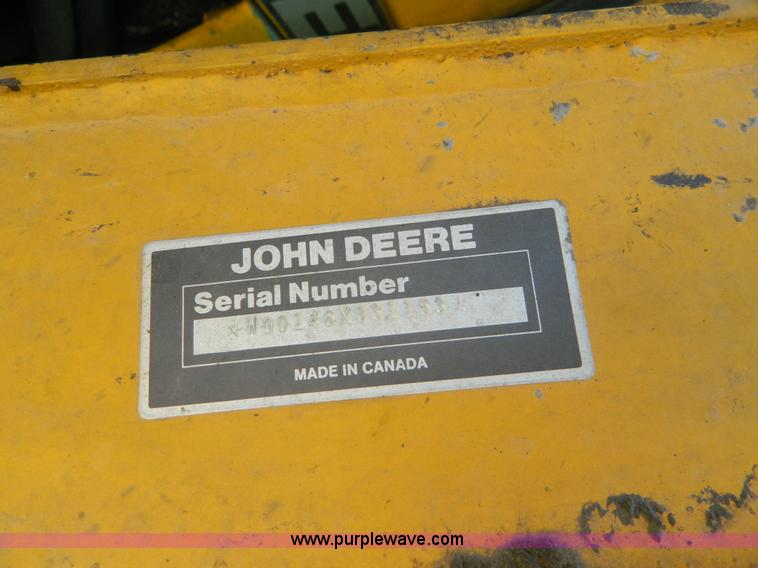 JOHN DEERE
Serial Number
MADE IN CANADA
www.purplewave.com